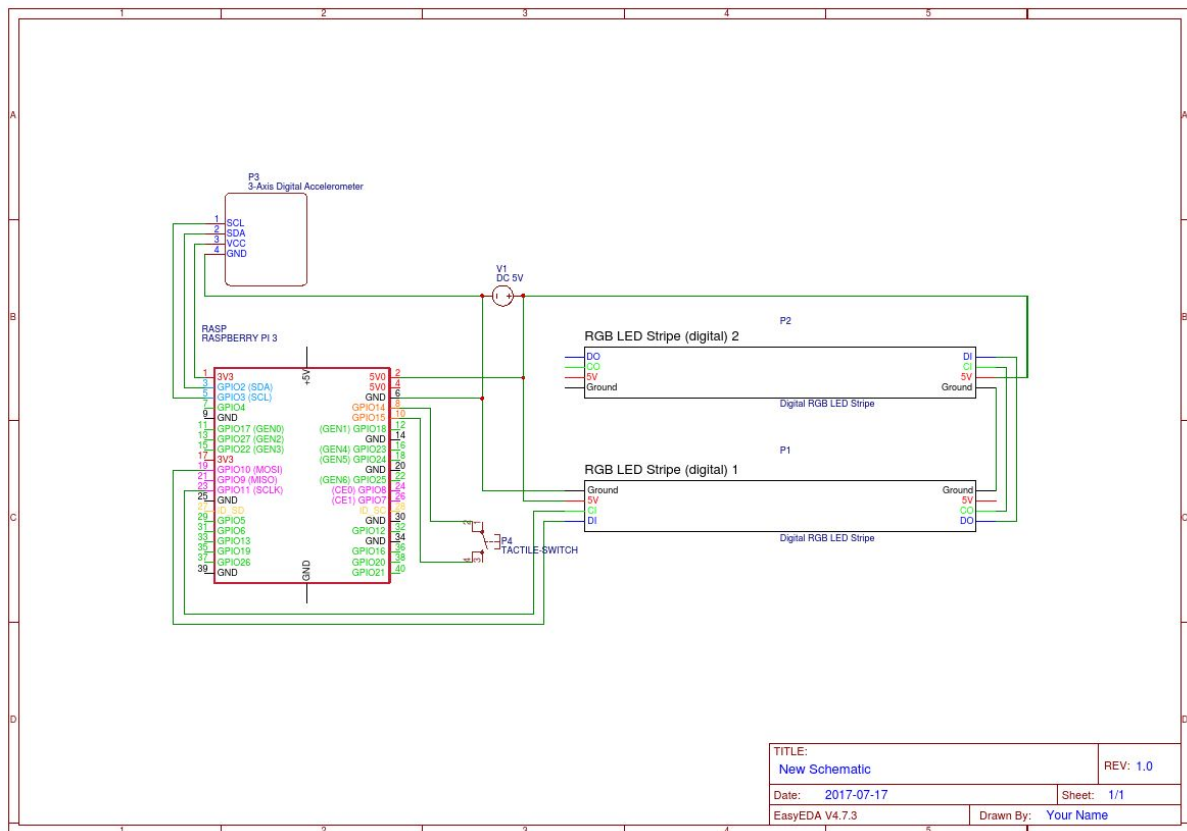 1 2 3 4 5
A A
P3
3-Axis Digital Accelerometer
1 SCL
2 SDA
3 VCC
4 GND
V1
DC 5V
B B
RASP
RASPBERRY PI 3
P2
RGB LED Stripe (digital) 2
DO DI
CO CI
5V 5V
Ground Ground
Digital RGB LED Stripe
+5V
1 3V3 5V0 2
3 GPIO2 (SDA) 5V0 4
5 GPIO3 (SCL) GND 6
7 GPIO4 GPIO14 8
9 GND GPIO15 10
11 GPIO17 (GEN0) (GEN1) GPIO18 12
13 GPIO27 (GEN2) GND 14
15 GPIO22 (GEN3) (GEN4) GPIO23 16
17 3V3 (GEN5) GPIO24 18
19 GPIO10 (MOSI) GND 20
21 GPIO9 (MISO) (GEN6) GPIO25 22
23 GPIO11 (SCLK) (CE0) GPIO8 24
25 GND (CE1) GPIO7 26
27 ID_SD ID_SC 28
29 GPIO5 GND 30
31 GPIO6 GPIO12 32
33 GPIO13 GND 34
35 GPIO19 GPIO16 36
37 GPIO26 GPIO20 38
39 GND GPIO21 40
GND
P1
RGB LED Stripe (digital) 1
Ground Ground
5V 5V
CI CO
DI DO
Digital RGB LED Stripe
C C
2 1
P4
TACTILE-SWITCH
4 3
D D
TITLE:
New Schematic
REV: 1.0
Date: 2017-07-17
Sheet: 1/1
EasyEDA V4.7.3
Drawn By: Your Name
1 2 3 4 5